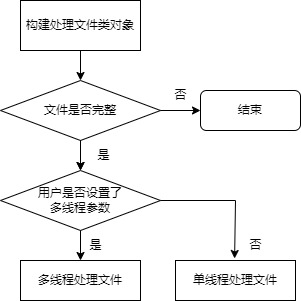 构建处理文件类对象
文件是否完整
否
结束
是
用户是否设置了
多线程参数
是
否
多线程处理文件
单线程处理文件